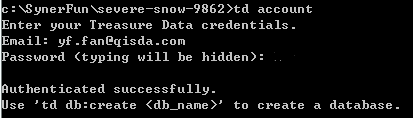 c:\SynerFun\severe-snow-9862>td account
Enter your Treasure Data credentials.
Email: yf.fan@qisda.com
Password (typing will be hidden):
Authenticated successfully.
Use 'td db:create <db_name>' to create a database.